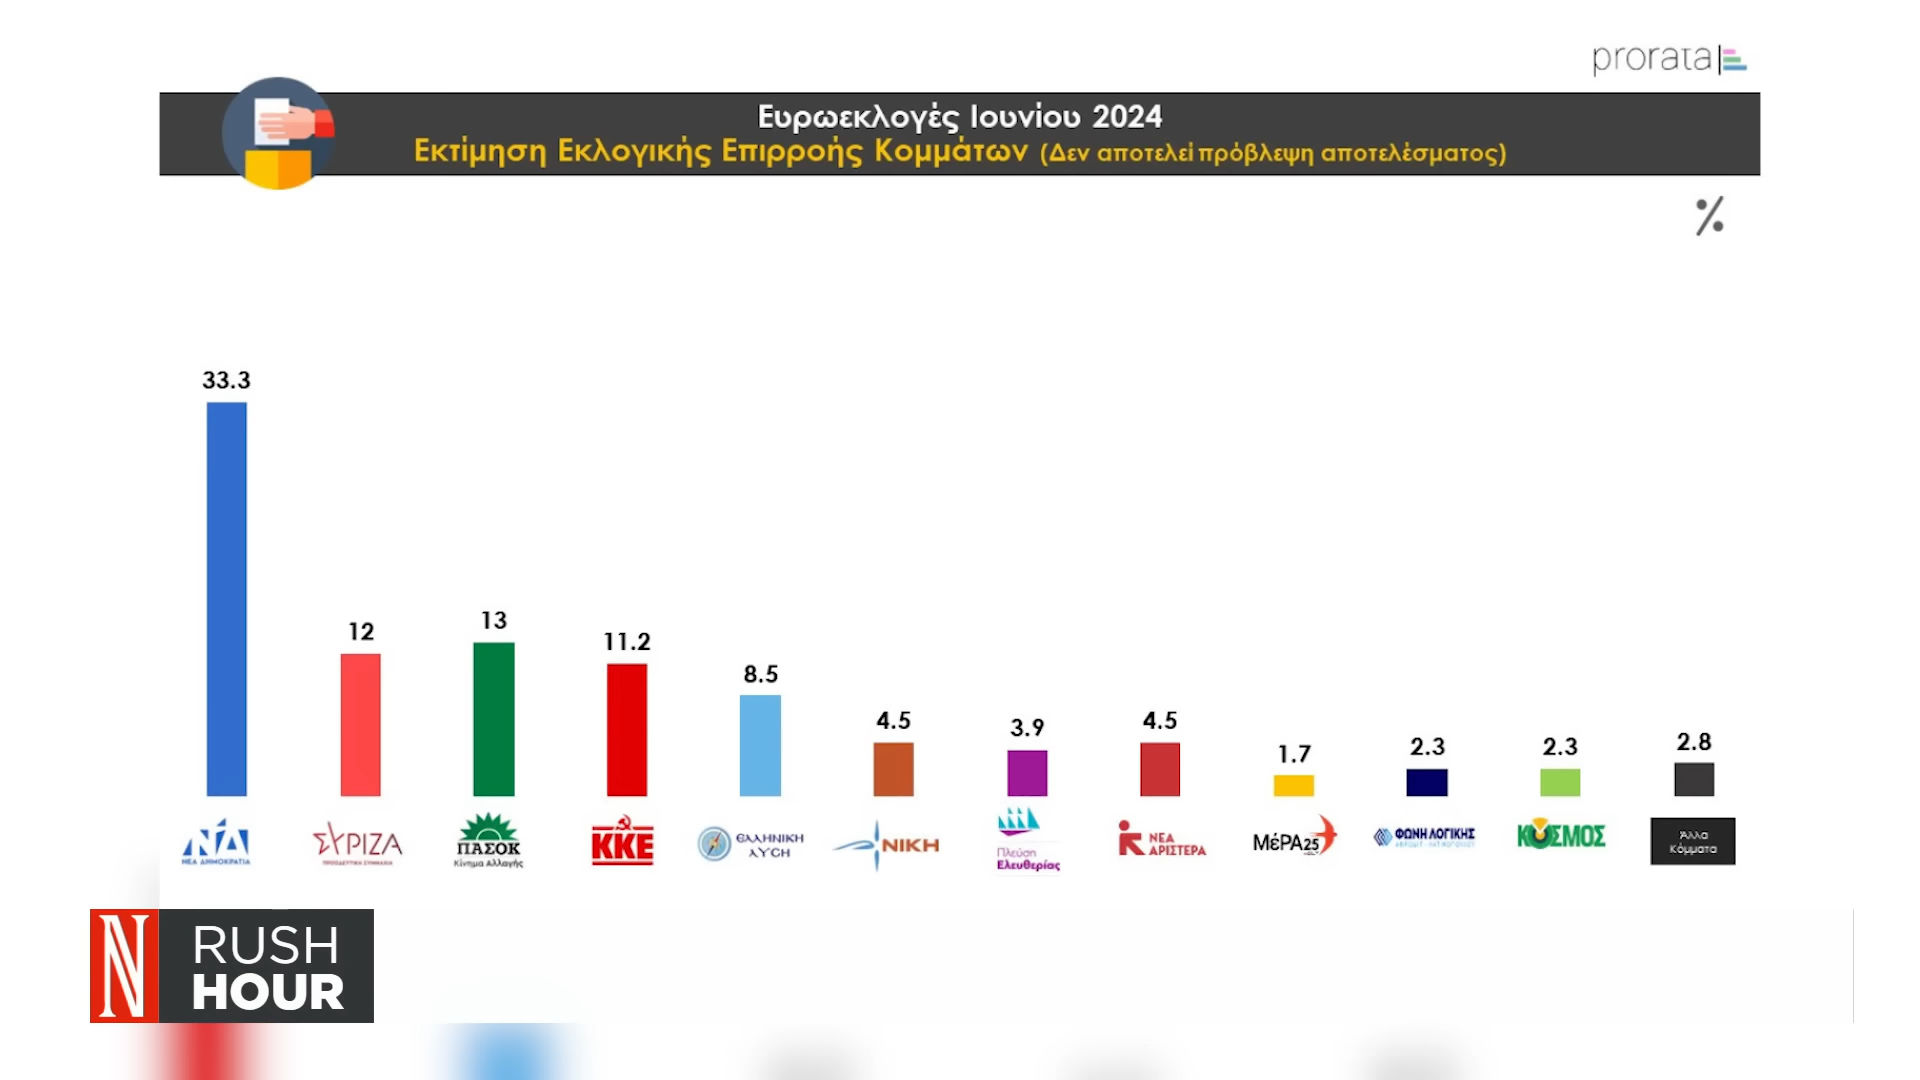 prorata
Ευρωεκλογές Ιουνίου 2024
Εκτίμηση Εκλογικής Επιρροής Κομμάτων (Δεν αποτελεί πρόβλεψη αποτελέσματος)
%
33.3
12
13
11.2
8.5
4.5
3.9
4.5
1.7
2.3
2.3
2.8
ΝΔ
ΝΕΑ ΔΗΜΟΚΡΑΤΙΑ
ΣΥΡΙΖΑ
ΠΡΟΟΔΕΥΤΙΚΗ ΣΥΜΜΑΧΙΑ
ΠΑΣΟΚ
Κίνημα Αλλαγής
ΚΚΕ
ΕΛΛΗΝΙΚΗ
ΛΥΣΗ
ΝΙΚΗ
Πλεύση
Ελευθερίας
ΝΕΑ
ΑΡΙΣΤΕΡΑ
ΜέΡΑ25
ΦΩΝΗ ΛΟΓΙΚΗΣ
ΚΟΣΜΟΣ
Άλλα
Κόμματα
N
RUSH
HOUR